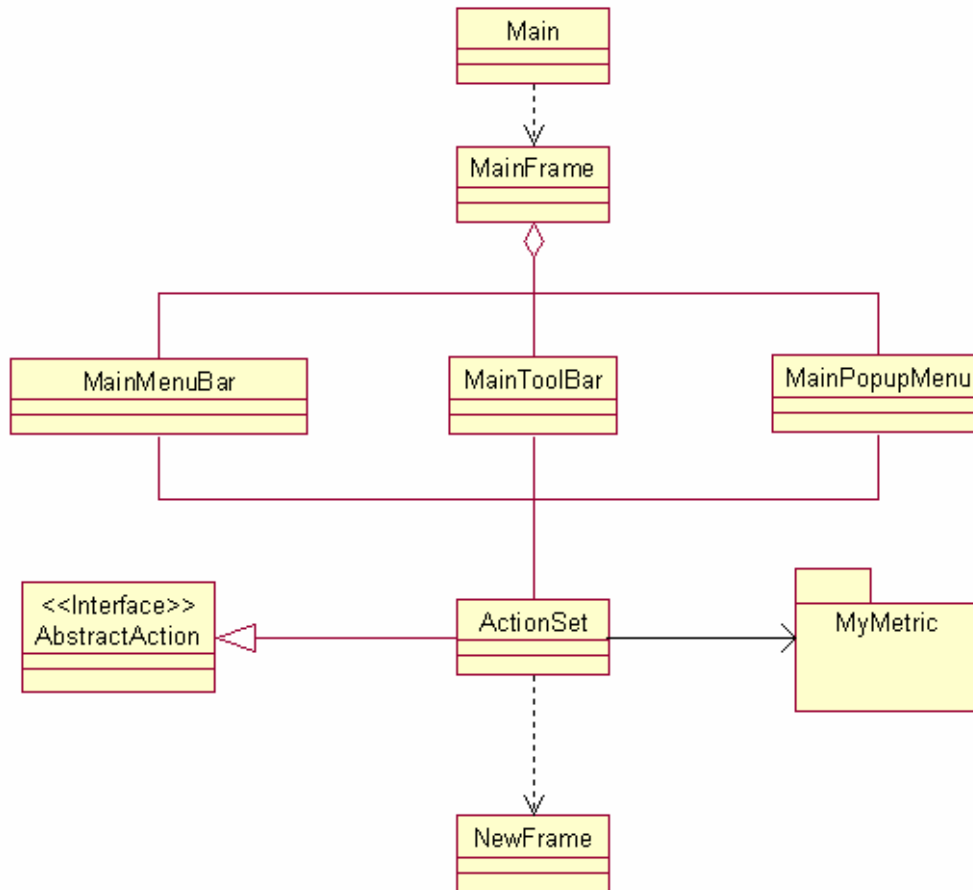 Main
MainFrame
MainMenuBar
MainToolBar
MainPopupMenu
<<Interface>>
AbstractAction
ActionSet
MyMetric
NewFrame